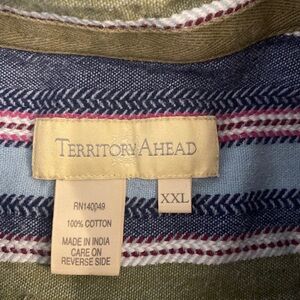 TERRITORY AHEAD
XXL
RN140049
100% COTTON
MADE IN INDIA
CARE ON
REVERSE SIDE